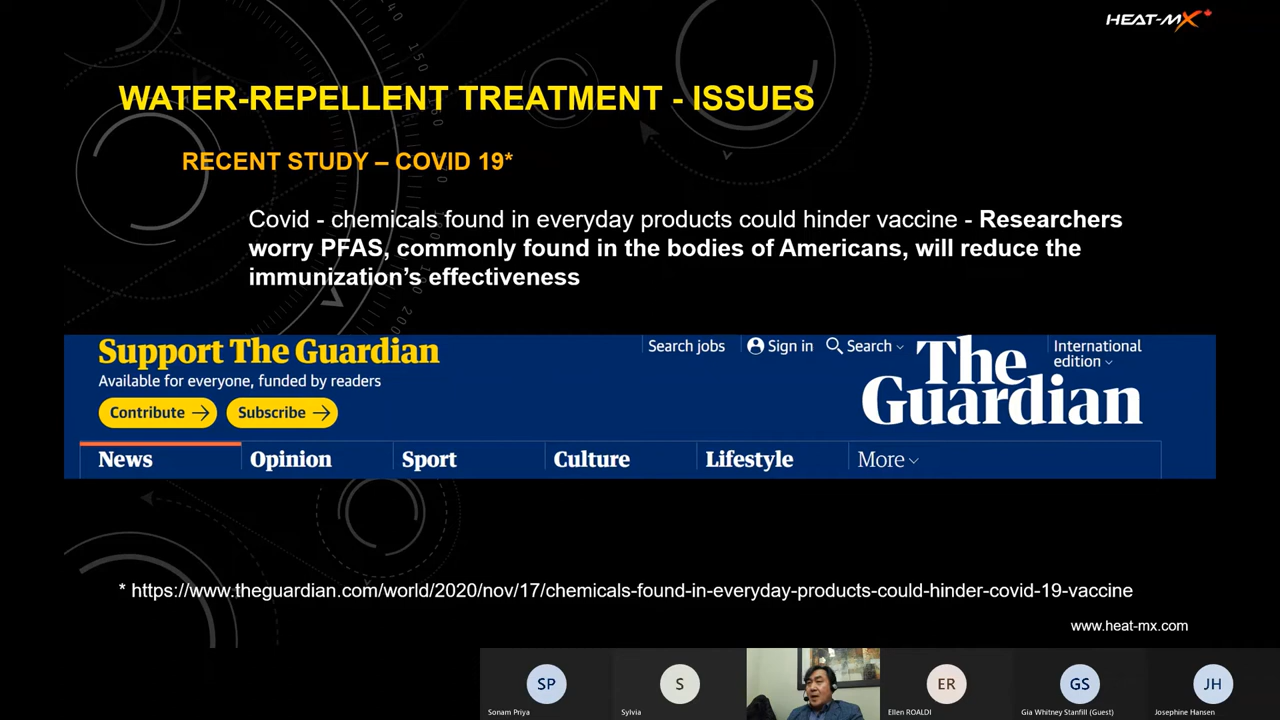 HEAT-MX
WATER-REPELLENT TREATMENT - ISSUES
RECENT STUDY – COVID 19*
Covid - chemicals found in everyday products could hinder vaccine - Researchers
worry PFAS, commonly found in the bodies of Americans, will reduce the
immunization’s effectiveness
Support The Guardian
Available for everyone, funded by readers
Contribute
Subscribe
Search jobs
Sign in
Search
The
Guardian
International
edition
News
Opinion
Sport
Culture
Lifestyle
More
* https://www.theguardian.com/world/2020/nov/17/chemicals-found-in-everyday-products-could-hinder-covid-19-vaccine
www.heat-mx.com
SP
Sonam Priya
S
Sylvia
ER
Ellen ROALDI
GS
Gia Whitney Stanfill (Guest)
JH
Josephine Hansen
140
150
160
190
200